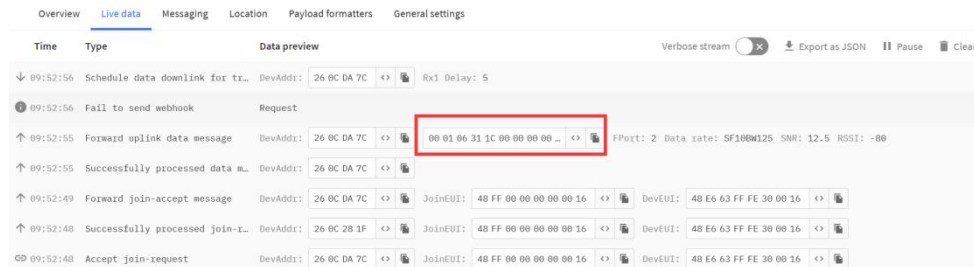 Overview Live data Messaging Location Payload formatters General settings
Time Type Data preview Verbose stream Export as JSON Pause Clear
09:52:56 Schedule data downlink for tr… DevAddr: 26 0C DA 7C Rx1 Delay: 5
09:52:56 Fail to send webhook Request
09:52:55 Forward uplink data message DevAddr: 26 0C DA 7C 00 01 06 31 1C 00 00 00 00 … FPort: 2 Data rate: SF10BW125 SNR: 12.5 RSSI: -80
09:52:55 Successfully processed data m… DevAddr: 26 0C DA 7C
09:52:49 Forward join-accept message DevAddr: 26 0C DA 7C JoinEUI: 48 FF 00 00 00 00 00 16 DevEUI: 48 E6 63 FF FE 30 00 16
09:52:48 Successfully processed join-r… DevAddr: 26 0C 28 1F JoinEUI: 48 FF 00 00 00 00 00 16 DevEUI: 48 E6 63 FF FE 30 00 16
09:52:48 Accept join-request DevAddr: 26 0C DA 7C JoinEUI: 48 FF 00 00 00 00 00 16 DevEUI: 48 E6 63 FF FE 30 00 16